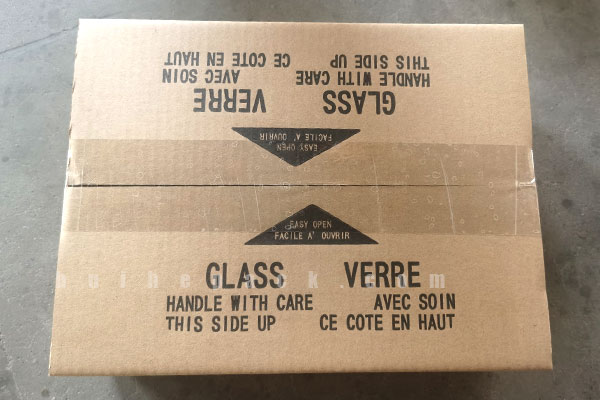 CE COTE EN HAUT THIS SIDE UP
AVEC SOIN HANDLE WITH CARE
VERRE GLASS
EASY OPEN
FACILE A' OUVRIR
EASY OPEN
FACILE A' OUVRIR
GLASS VERRE
HANDLE WITH CARE AVEC SOIN
THIS SIDE UP CE COTE EN HAUT